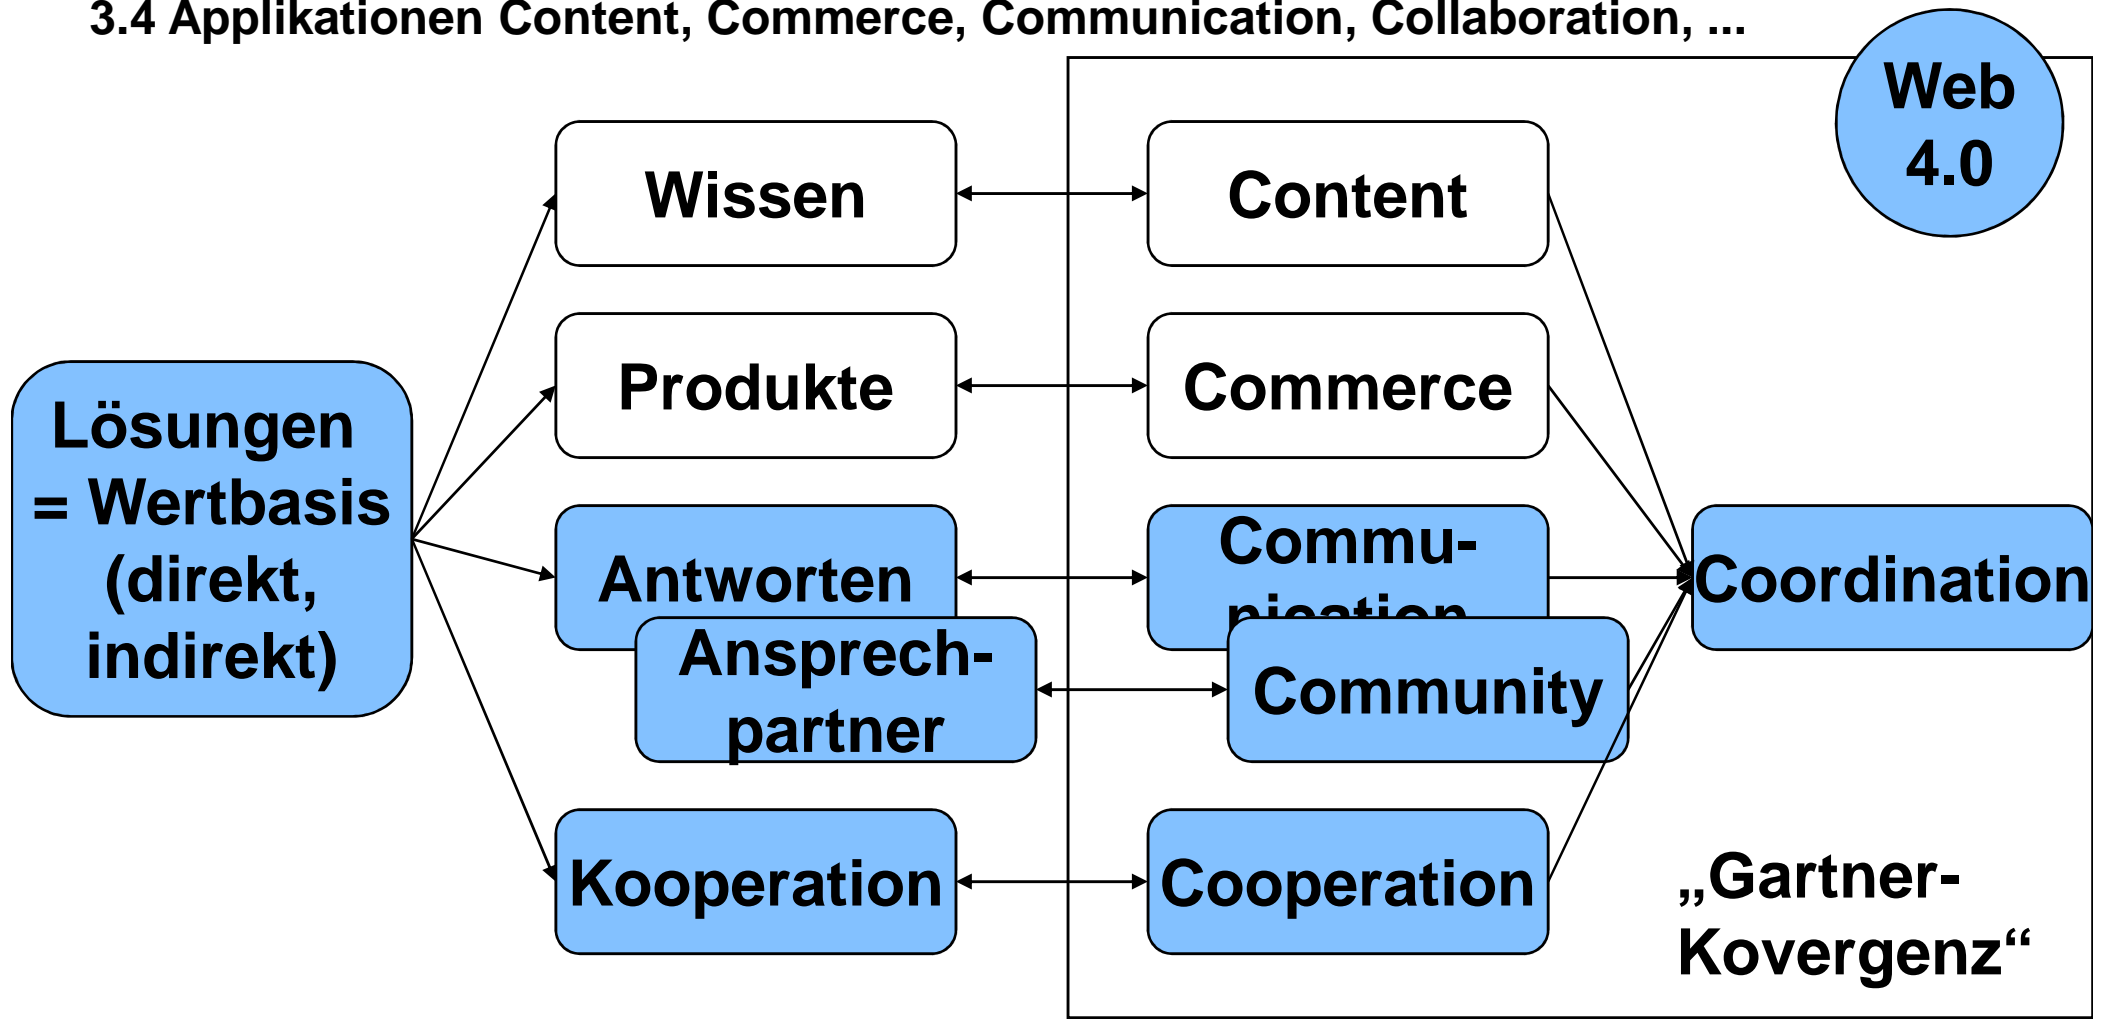 3.4 Applikationen Content, Commerce, Communication, Collaboration, ...
Web
4.0
Wissen
Content
Produkte
Commerce
Lösungen
= Wertbasis
(direkt,
indirekt)
Antworten
Commu-
nication
Coordination
Ansprech-
partner
Community
Kooperation
Cooperation
„Gartner-
Kovergenz“